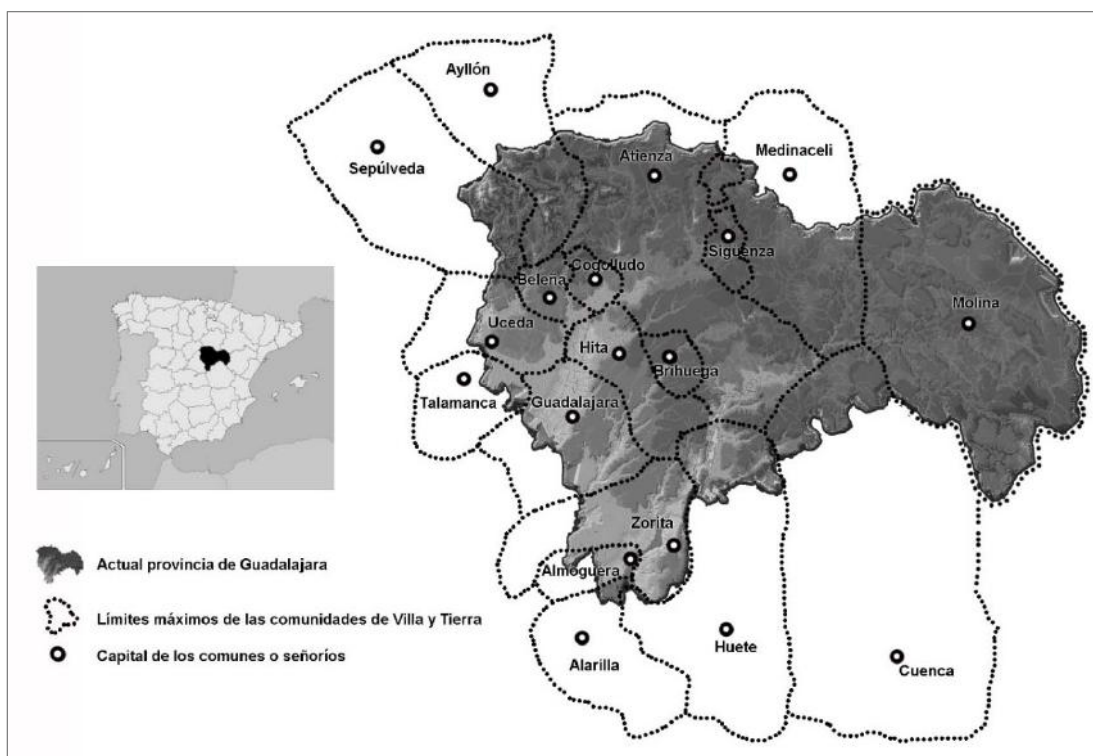 Ayllón
Sepúlveda
Atienza
Medinaceli
Sigüenza
Cogolludo
Beleña
Molina
Uceda
Hita
Brihuega
Talamanca
Guadalajara
Zorita
Almoguera
Alarilla
Huete
Cuenca
Actual provincia de Guadalajara
Límites máximos de las comunidades de Villa y Tierra
Capital de los comunes o señoríos